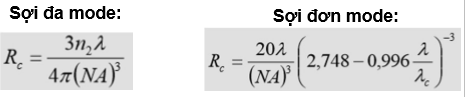 Sợi đa mode:
R_c = 3n_2λ / 4π(NA)^3
Sợi đơn mode:
R_c = 20λ / (NA)^3 (2,748 – 0,996 λ / λ_c)^{-3}